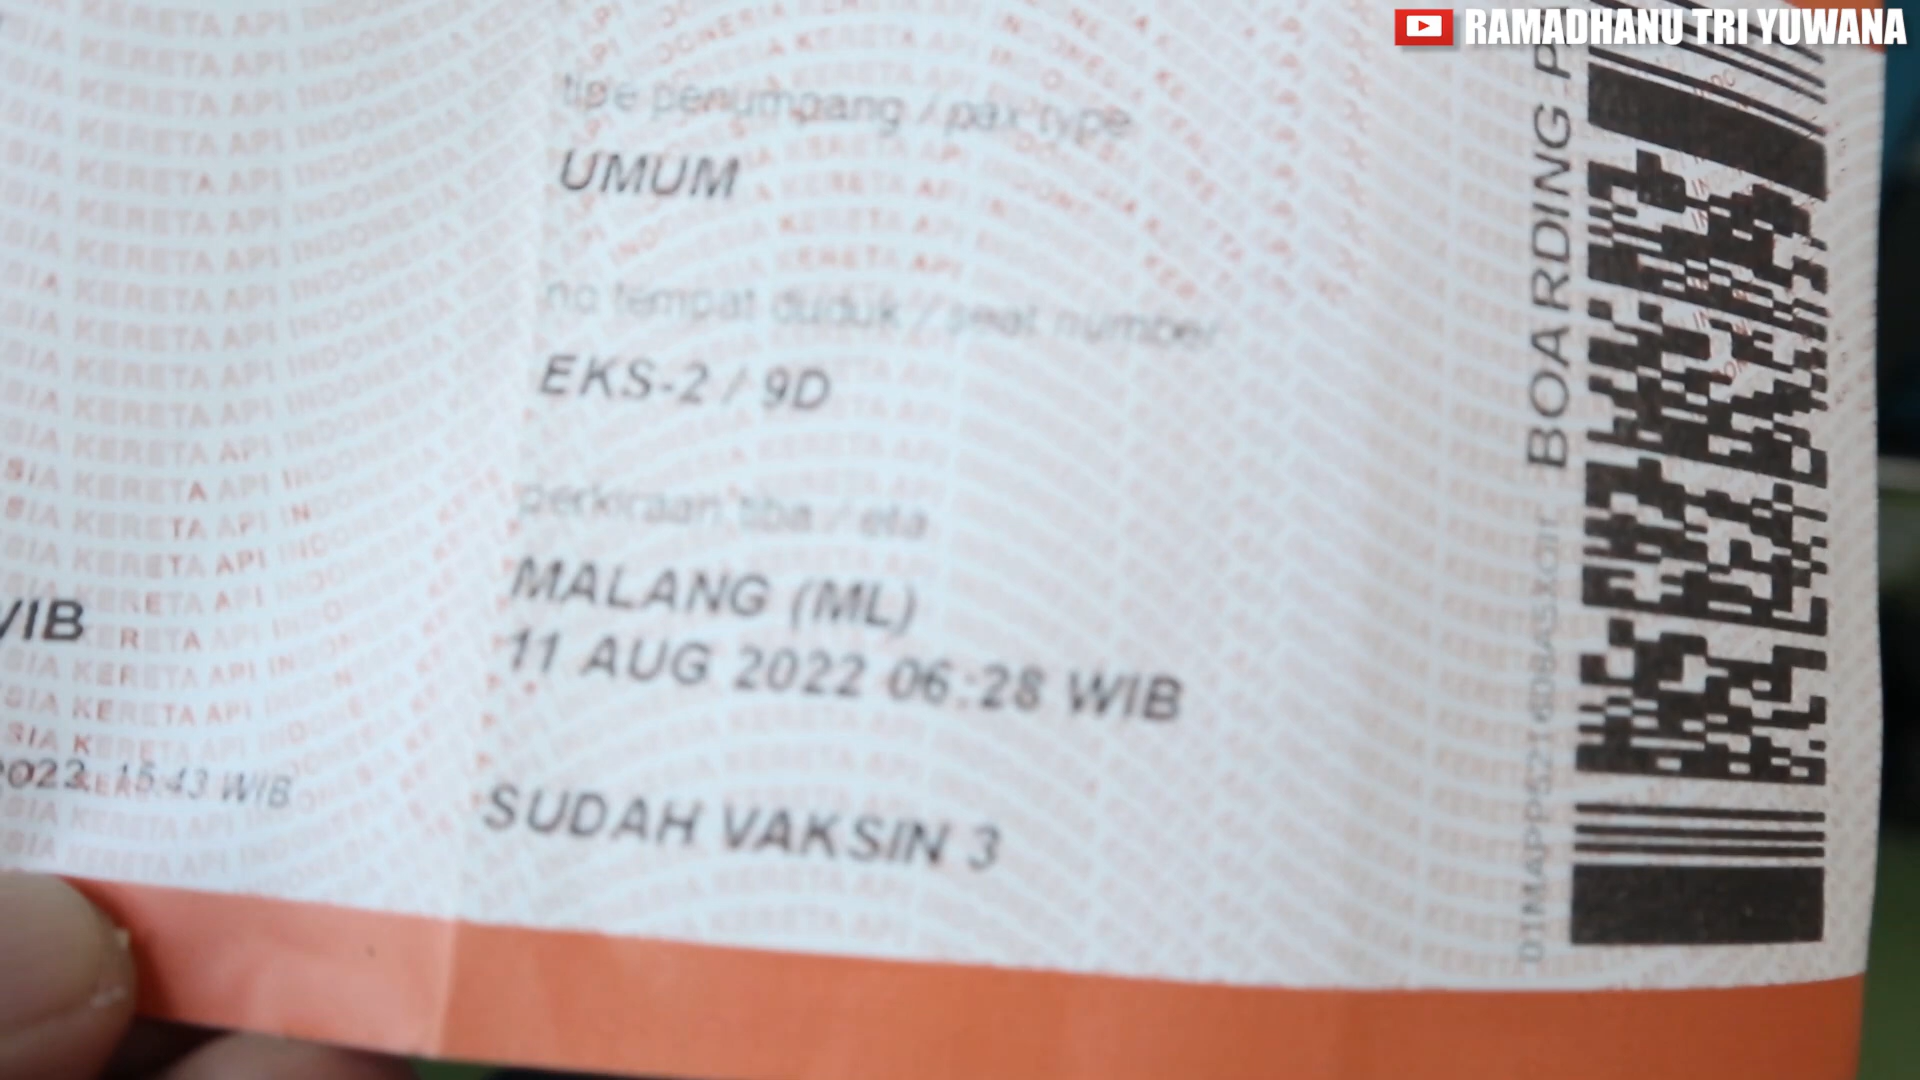 RAMADHANU TRI YUWANA
tipe penumpang / pax type
UMUM
no tempat duduk / seat number
EKS-2 / 9D
perkiraan tiba / eta
MALANG (ML)
11 AUG 2022 06:28 WIB
SUDAH VAKSIN 3
WIB
2022 15:43 WIB
BOARDING
KERETA API INDONESIA